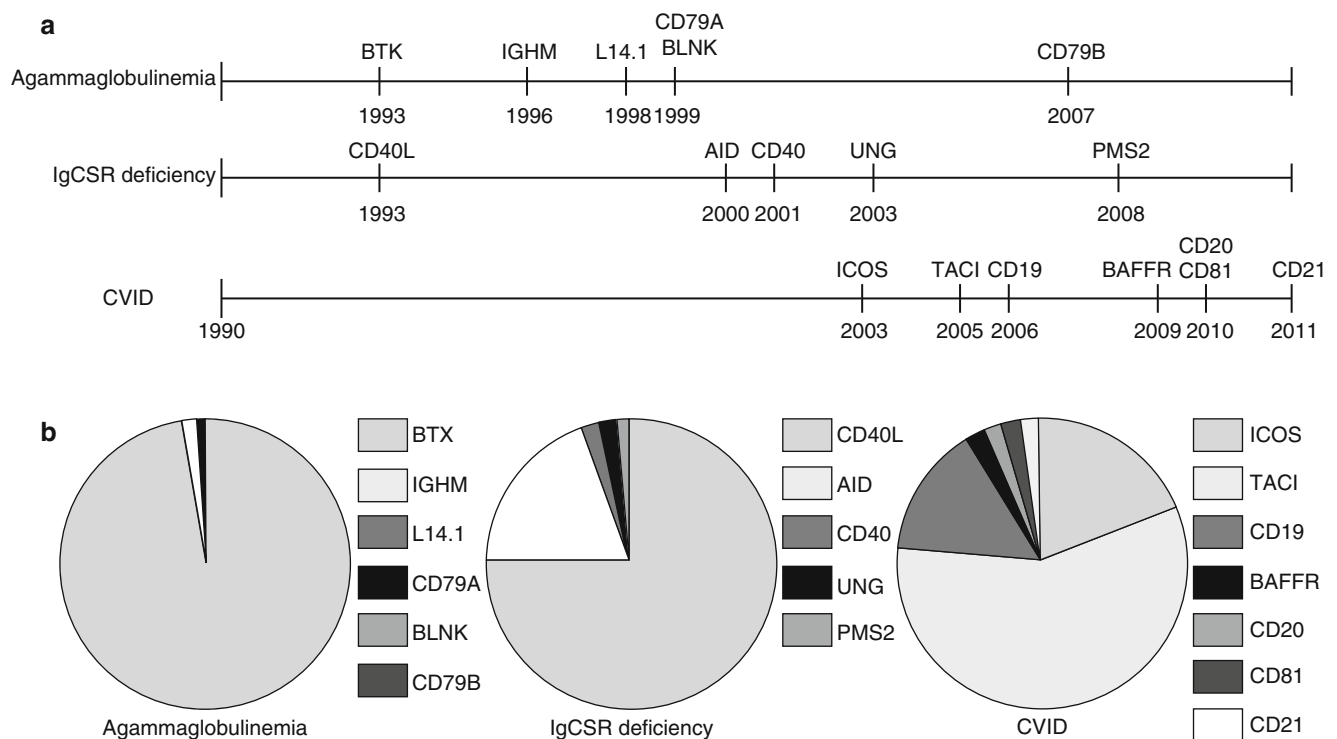 a
CD79A
BTK IGHM L14.1 BLNK CD79B
Agammaglobulinemia
1993 1996 1998 1999 2007
CD40L AID CD40 UNG PMS2
IgCSR deficiency
1993 2000 2001 2003 2008
CD20
ICOS TACI CD19 BAFFR CD81 CD21
CVID
1990 2003 2005 2006 2009 2010 2011
b
BTX
IGHM
L14.1
CD79A
BLNK
CD79B
Agammaglobulinemia
CD40L
AID
CD40
UNG
PMS2
IgCSR deficiency
ICOS
TACI
CD19
BAFFR
CD20
CD81
CD21
CVID